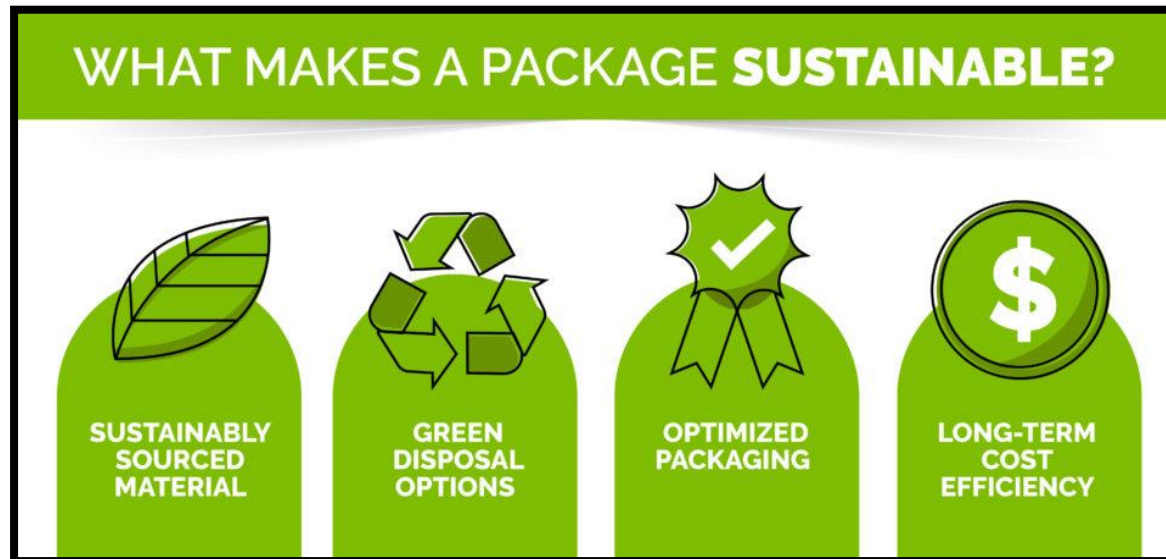 WHAT MAKES A PACKAGE SUSTAINABLE?
SUSTAINABLY
SOURCED
MATERIAL
GREEN
DISPOSAL
OPTIONS
OPTIMIZED
PACKAGING
$
LONG-TERM
COST
EFFICIENCY